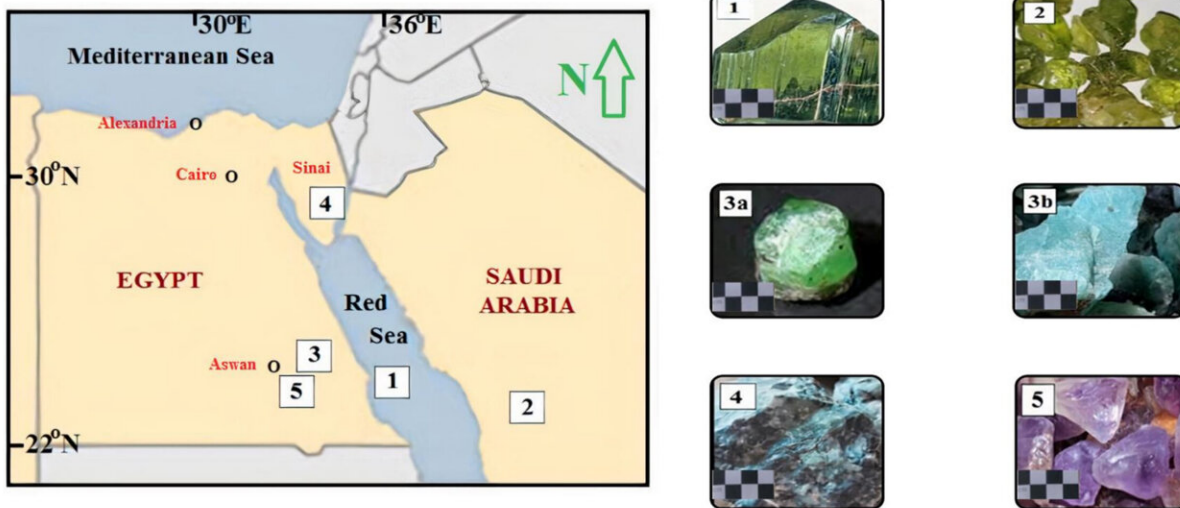 30°E
36°E
Mediterranean Sea
N
Alexandria
30°N
Cairo
Sinai
4
EGYPT
SAUDI
ARABIA
Red
Sea
Aswan
3
5
1
2
22°N
1
2
3a
3b
4
5